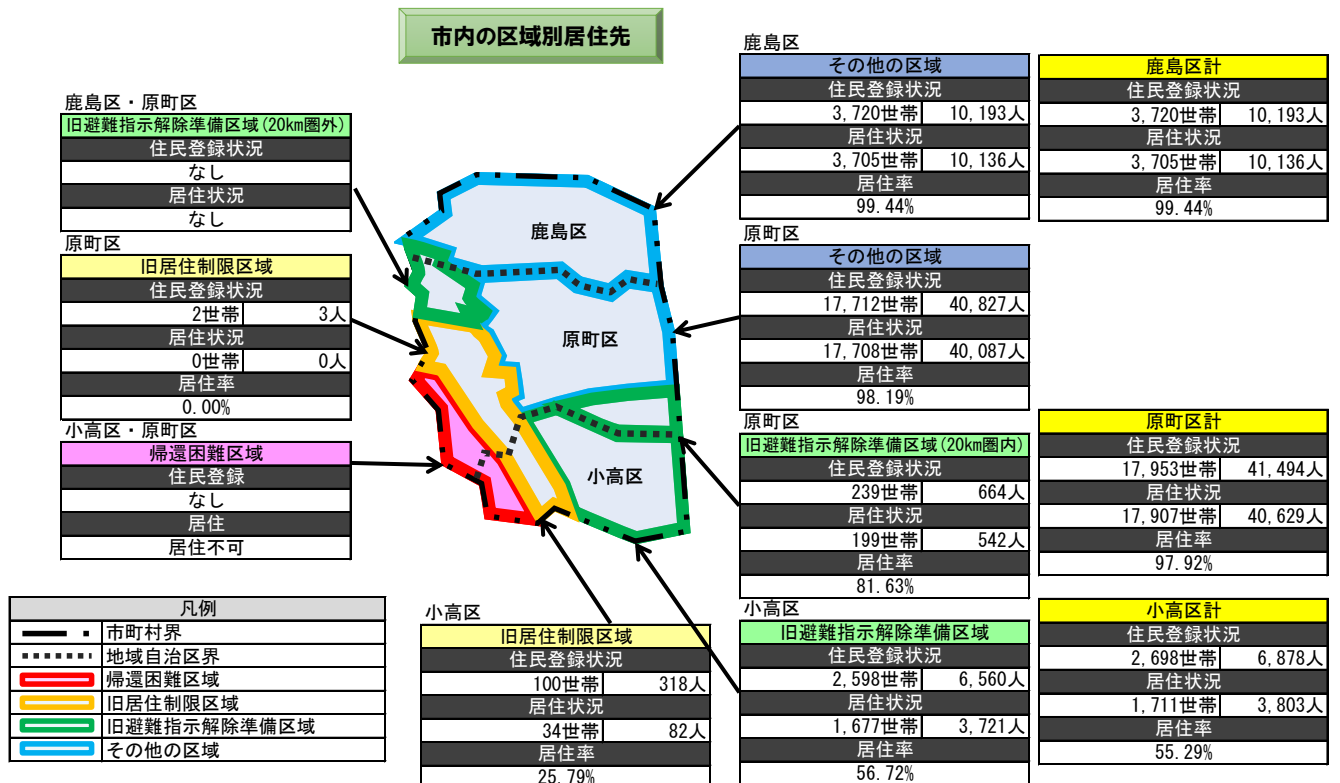 市内の区域別居住先
鹿島区・原町区
旧避難指示解除準備区域(20km圏外)
住民登録状況
なし
居住状況
なし
原町区
旧居住制限区域
住民登録状況
2世帯 3人
居住状況
0世帯 0人
居住率
0.00%
小高区・原町区
帰還困難区域
住民登録
なし
居住
居住不可
鹿島区
原町区
小高区
鹿島区
その他の区域
住民登録状況
3,720世帯 10,193人
居住状況
3,705世帯 10,136人
居住率
99.44%
鹿島区計
住民登録状況
3,720世帯 10,193人
居住状況
3,705世帯 10,136人
居住率
99.44%
原町区
その他の区域
住民登録状況
17,712世帯 40,827人
居住状況
17,708世帯 40,087人
居住率
98.19%
原町区
旧避難指示解除準備区域(20km圏内)
住民登録状況
239世帯 664人
居住状況
199世帯 542人
居住率
81.63%
原町区計
住民登録状況
17,953世帯 41,494人
居住状況
17,907世帯 40,629人
居住率
97.92%
凡例
市町村界
地域自治区界
帰還困難区域
旧居住制限区域
旧避難指示解除準備区域
その他の区域
小高区
旧居住制限区域
住民登録状況
100世帯 318人
居住状況
34世帯 82人
居住率
25.79%
小高区
旧避難指示解除準備区域
住民登録状況
2,598世帯 6,560人
居住状況
1,677世帯 3,721人
居住率
56.72%
小高区計
住民登録状況
2,698世帯 6,878人
居住状況
1,711世帯 3,803人
居住率
55.29%